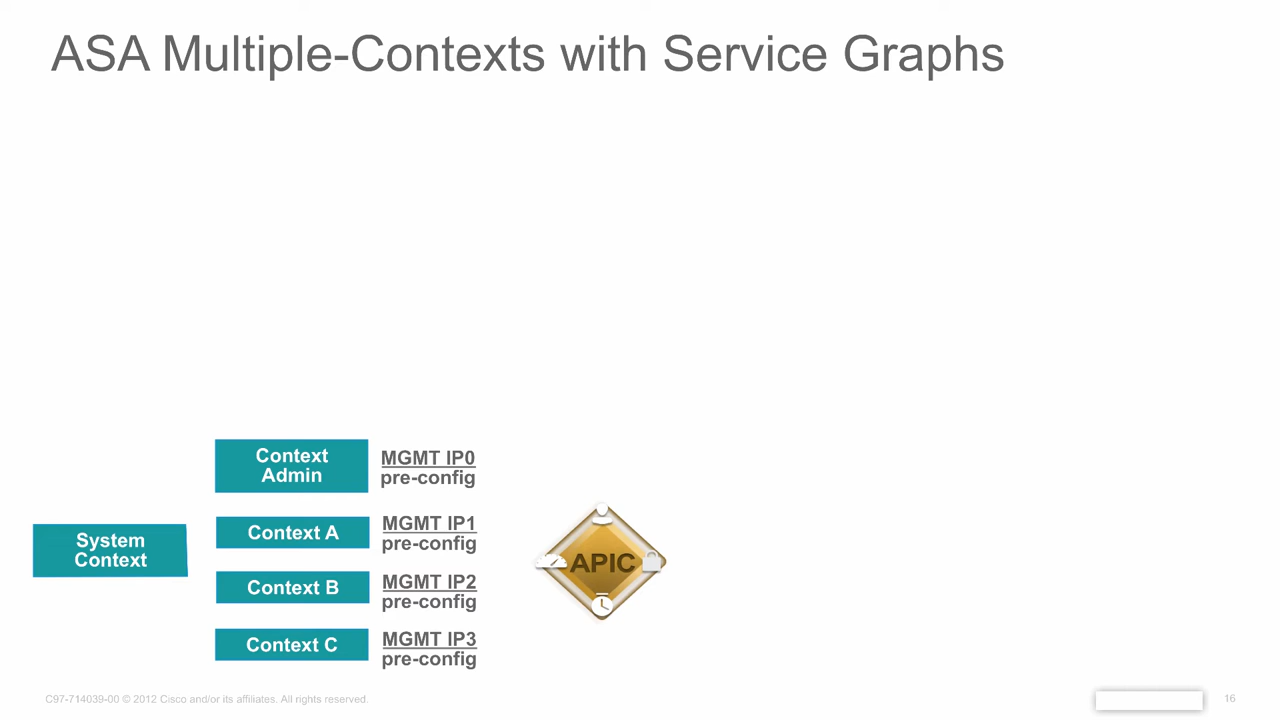 ASA Multiple-Contexts with Service Graphs
Context
Admin
MGMT IP0
pre-config
System
Context
Context A
MGMT IP1
pre-config
APIC
Context B
MGMT IP2
pre-config
Context C
MGMT IP3
pre-config
C97-714039-00 © 2012 Cisco and/or its affiliates. All rights reserved.
16